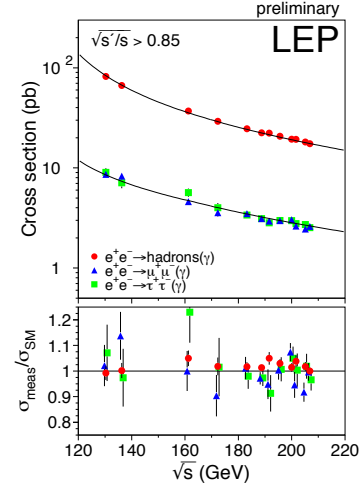 preliminary
√s´/s > 0.85
LEP
Cross section (pb)
10²
10
1
e⁺e⁻→hadrons(γ)
e⁺e⁻→μ⁺μ⁻(γ)
e⁺e⁻→τ⁺τ⁻(γ)
σmeas/σSM
1.2
1.1
1
0.9
0.8
120 140 160 180 200 220
√s (GeV)